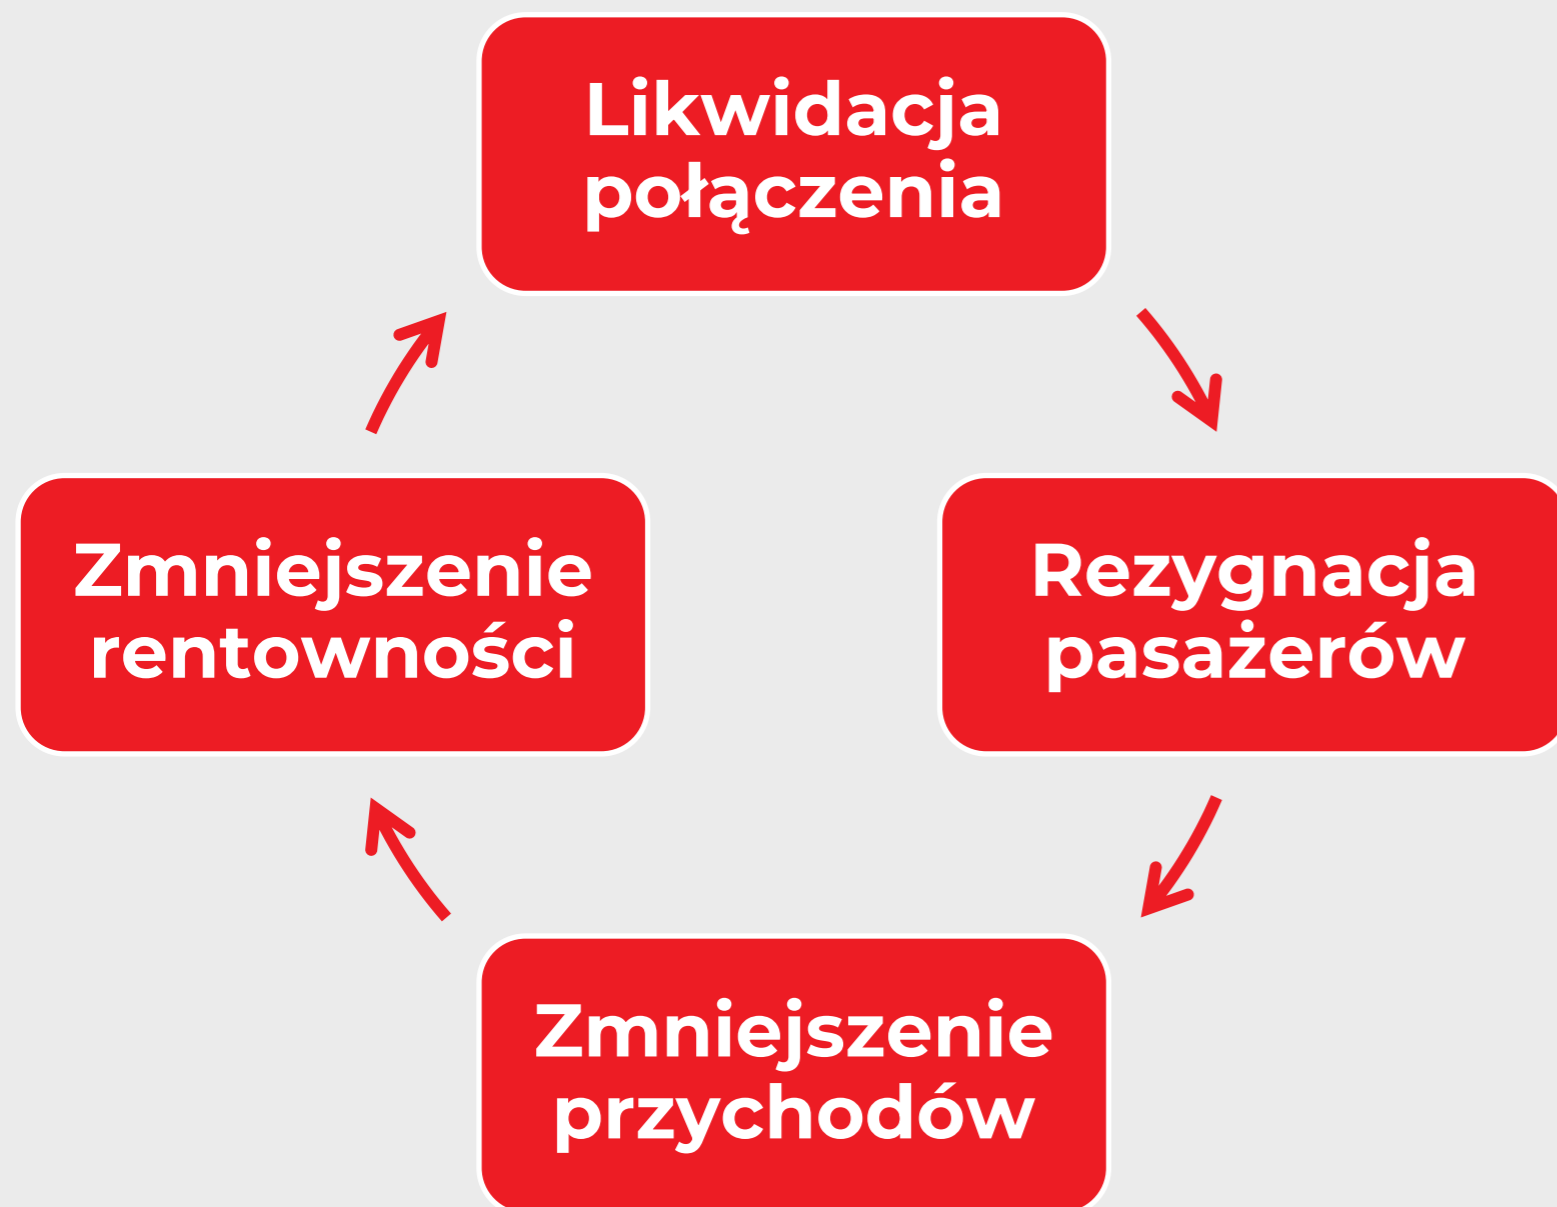 Likwidacja
połączenia
Zmniejszenie
rentowności
Rezygnacja
pasażerów
Zmniejszenie
przychodów